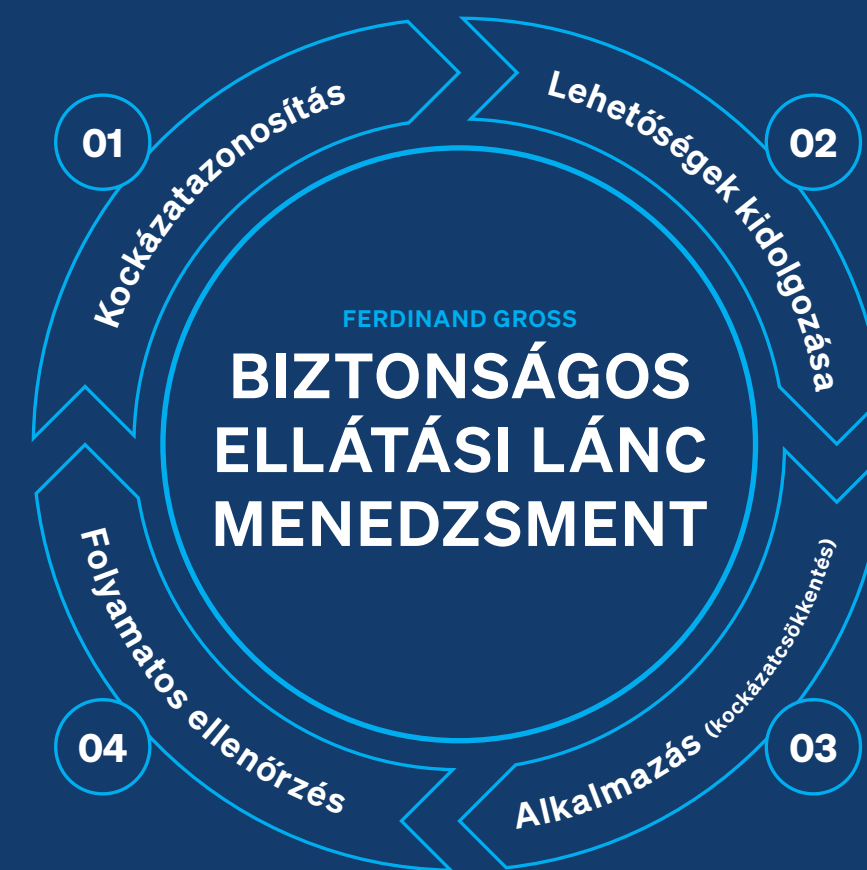 01
Kockázatazonosítás
02
Lehetőségek kidolgozása
FERDINAND GROSS
BIZTONSÁGOS
ELLÁTÁSI LÁNC
MENEDZSMENT
03
Alkalmazás (kockázatcsökkentés)
04
Folyamatos ellenőrzés